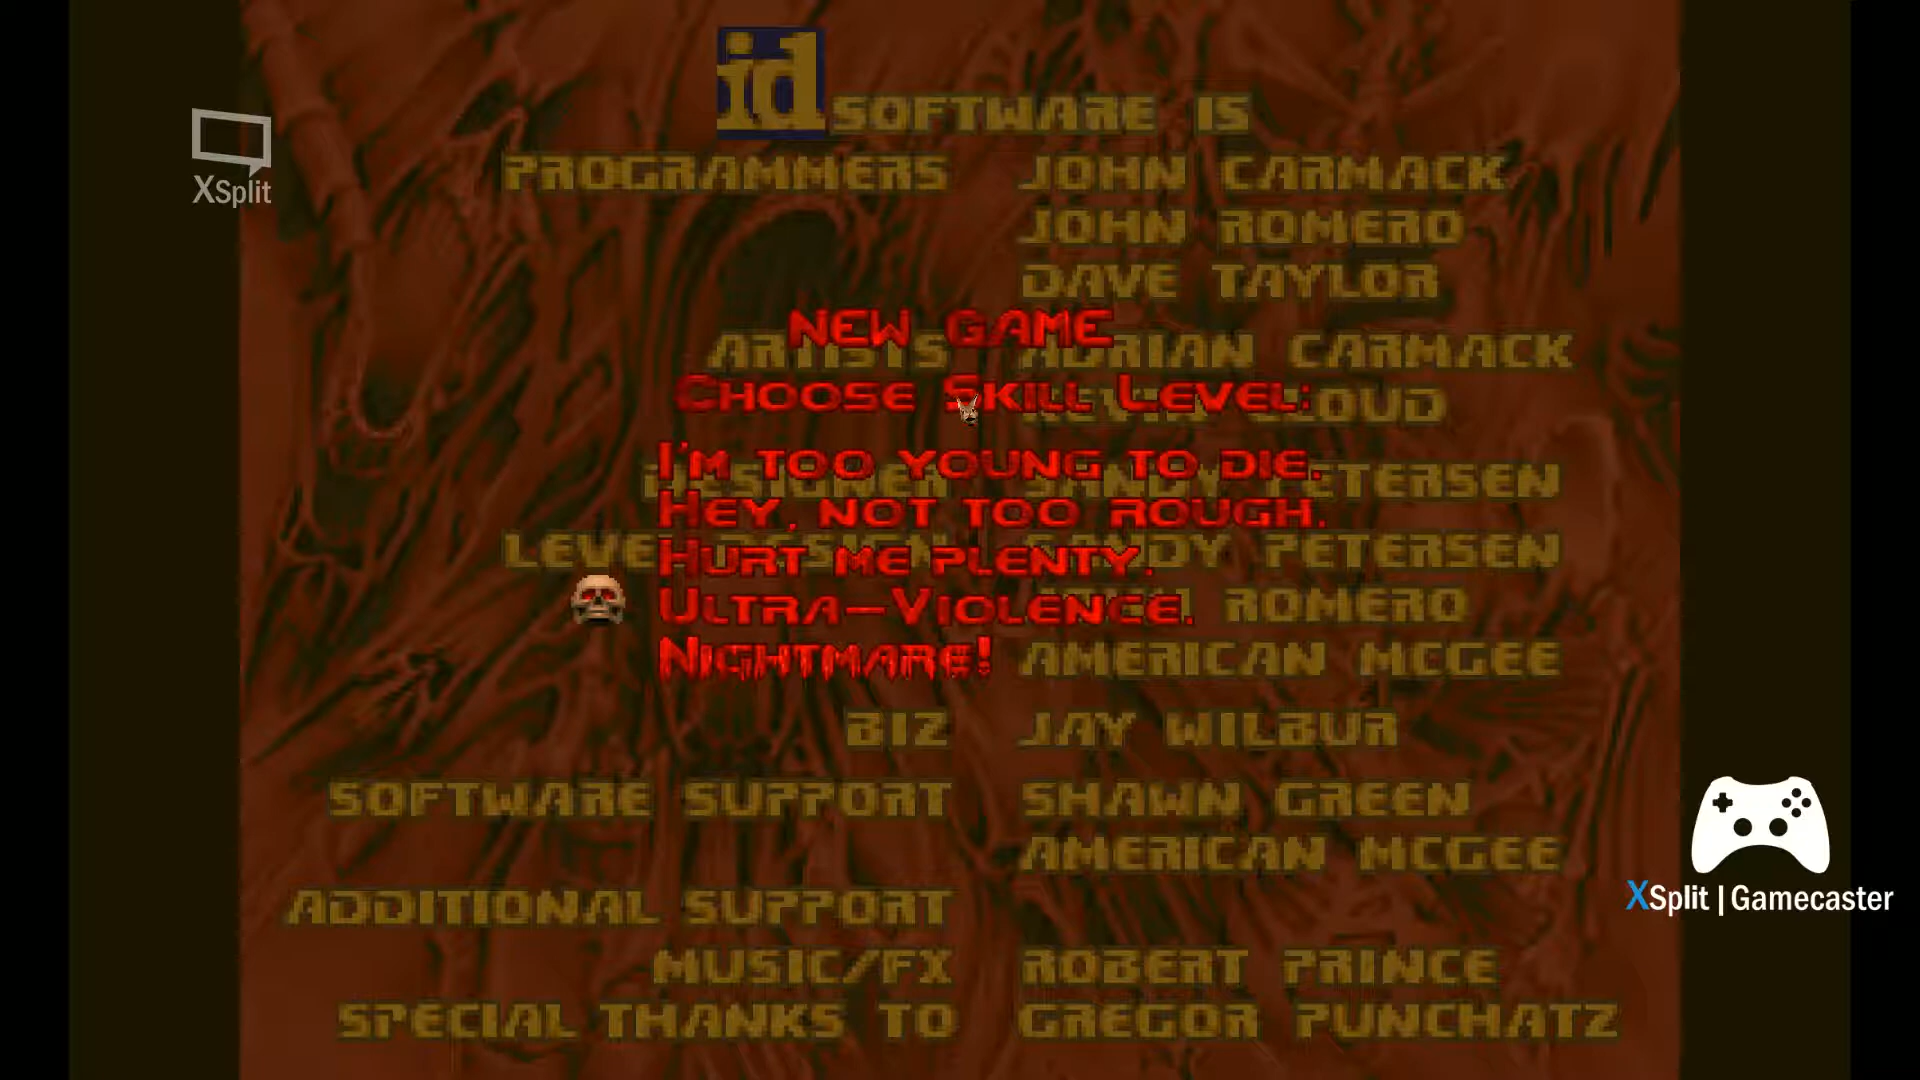 id SOFTWARE IS
XSplit
PROGRAMMERS JOHN CARMACK
JOHN ROMERO
DAVE TAYLOR
NEW GAME
ARTISTS ADRIAN CARMACK
CHOOSE SKILL LEVEL:
CLOUD
I'M TOO YOUNG TO DIE.
DESIGNER SANDY PETERSEN
HEY, NOT TOO ROUGH.
LEVEL DESIGN SANDY PETERSEN
HURT ME PLENTY.
ULTRA-VIOLENCE.
ROMERO
NIGHTMARE!
AMERICAN MCGEE
BIZ JAY WILBUR
SOFTWARE SUPPORT SHAWN GREEN
AMERICAN MCGEE
XSplit | Gamecaster
ADDITIONAL SUPPORT
MUSIC/FX ROBERT PRINCE
SPECIAL THANKS TO GREGOR PUNCHATZ